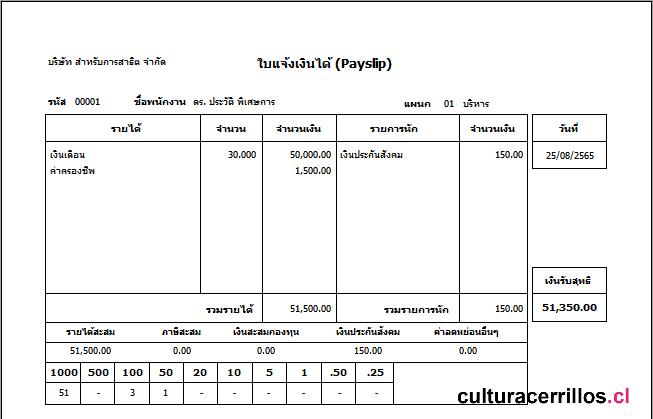 บริษัท สำหรับการสาธิต จำกัด
ใบแจ้งเงินได้ (Payslip)
รหัส 00001 ชื่อพนักงาน ดร. ประวัติ พิเศษการ แผนก 01 บริหาร
รายได้ จำนวน จำนวนเงิน รายการหัก จำนวนเงิน วันที่
เงินเดือน 30.000 50,000.00 เงินประกันสังคม 150.00 25/08/2565
ค่าครองชีพ 1,500.00
เงินรับสุทธิ
รวมรายได้ 51,500.00 รวมรายการหัก 150.00 51,350.00
รายได้สะสม ภาษีสะสม เงินสะสมกองทุน เงินประกันสังคม ค่าลดหย่อนอื่นๆ
51,500.00 0.00 0.00 150.00 0.00
1000 500 100 50 20 10 5 1 .50 .25
51 - 3 1 - - - - - -
culturacerrillos.cl